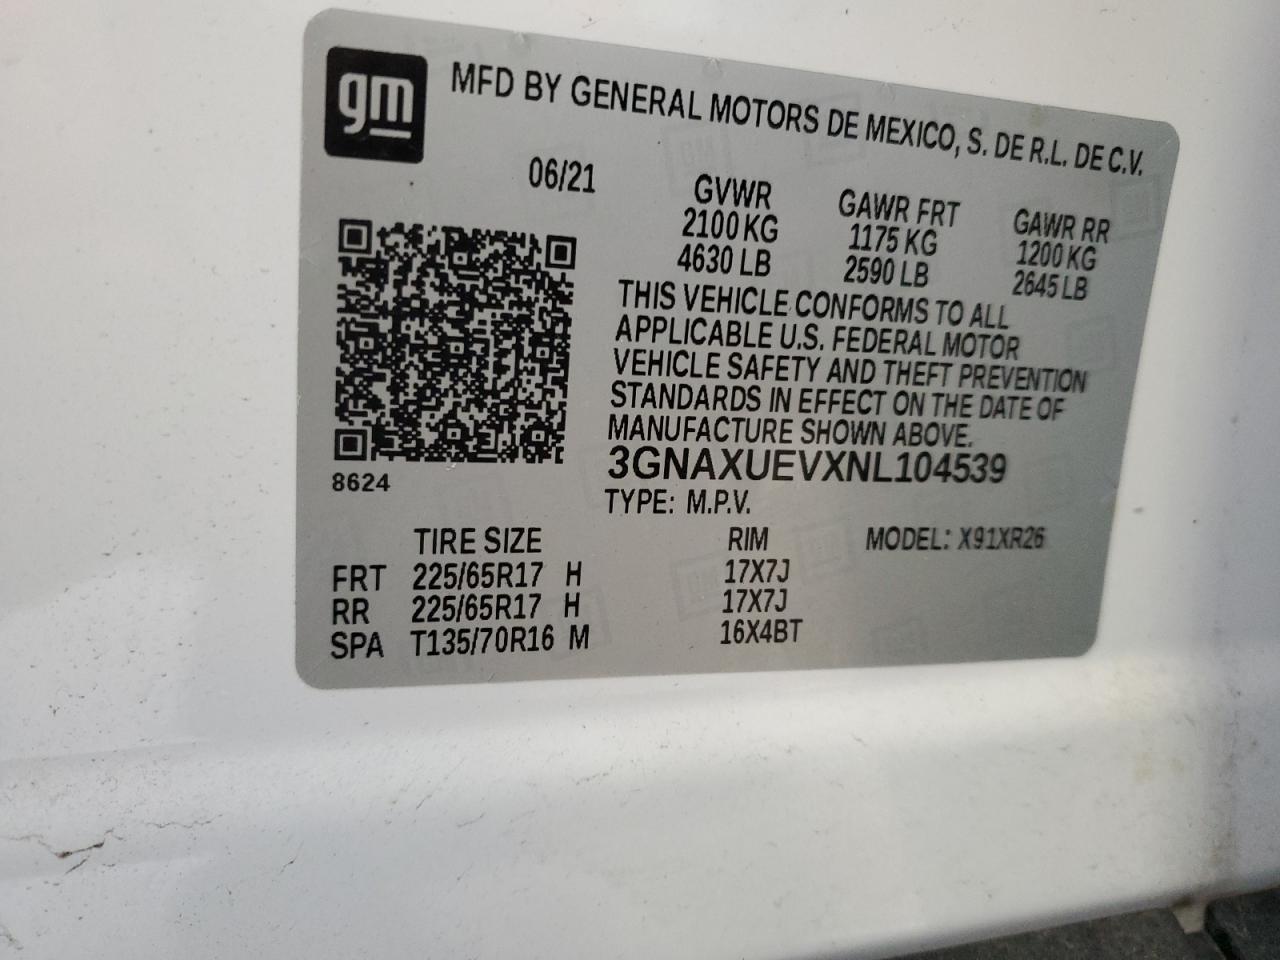 gm
MFD BY GENERAL MOTORS DE MEXICO, S. DE R.L. DE C.V.
06/21
GVWR GAWR FRT GAWR RR
2100 KG 1175 KG 1200 KG
4630 LB 2590 LB 2645 LB
THIS VEHICLE CONFORMS TO ALL
APPLICABLE U.S. FEDERAL MOTOR
VEHICLE SAFETY AND THEFT PREVENTION
STANDARDS IN EFFECT ON THE DATE OF
MANUFACTURE SHOWN ABOVE.
3GNAXUEVXNL104539
8624
TYPE: M.P.V.
TIRE SIZE RIM MODEL: X91XR26
FRT 225/65R17 H 17X7J
RR 225/65R17 H 17X7J
SPA T135/70R16 M 16X4BT